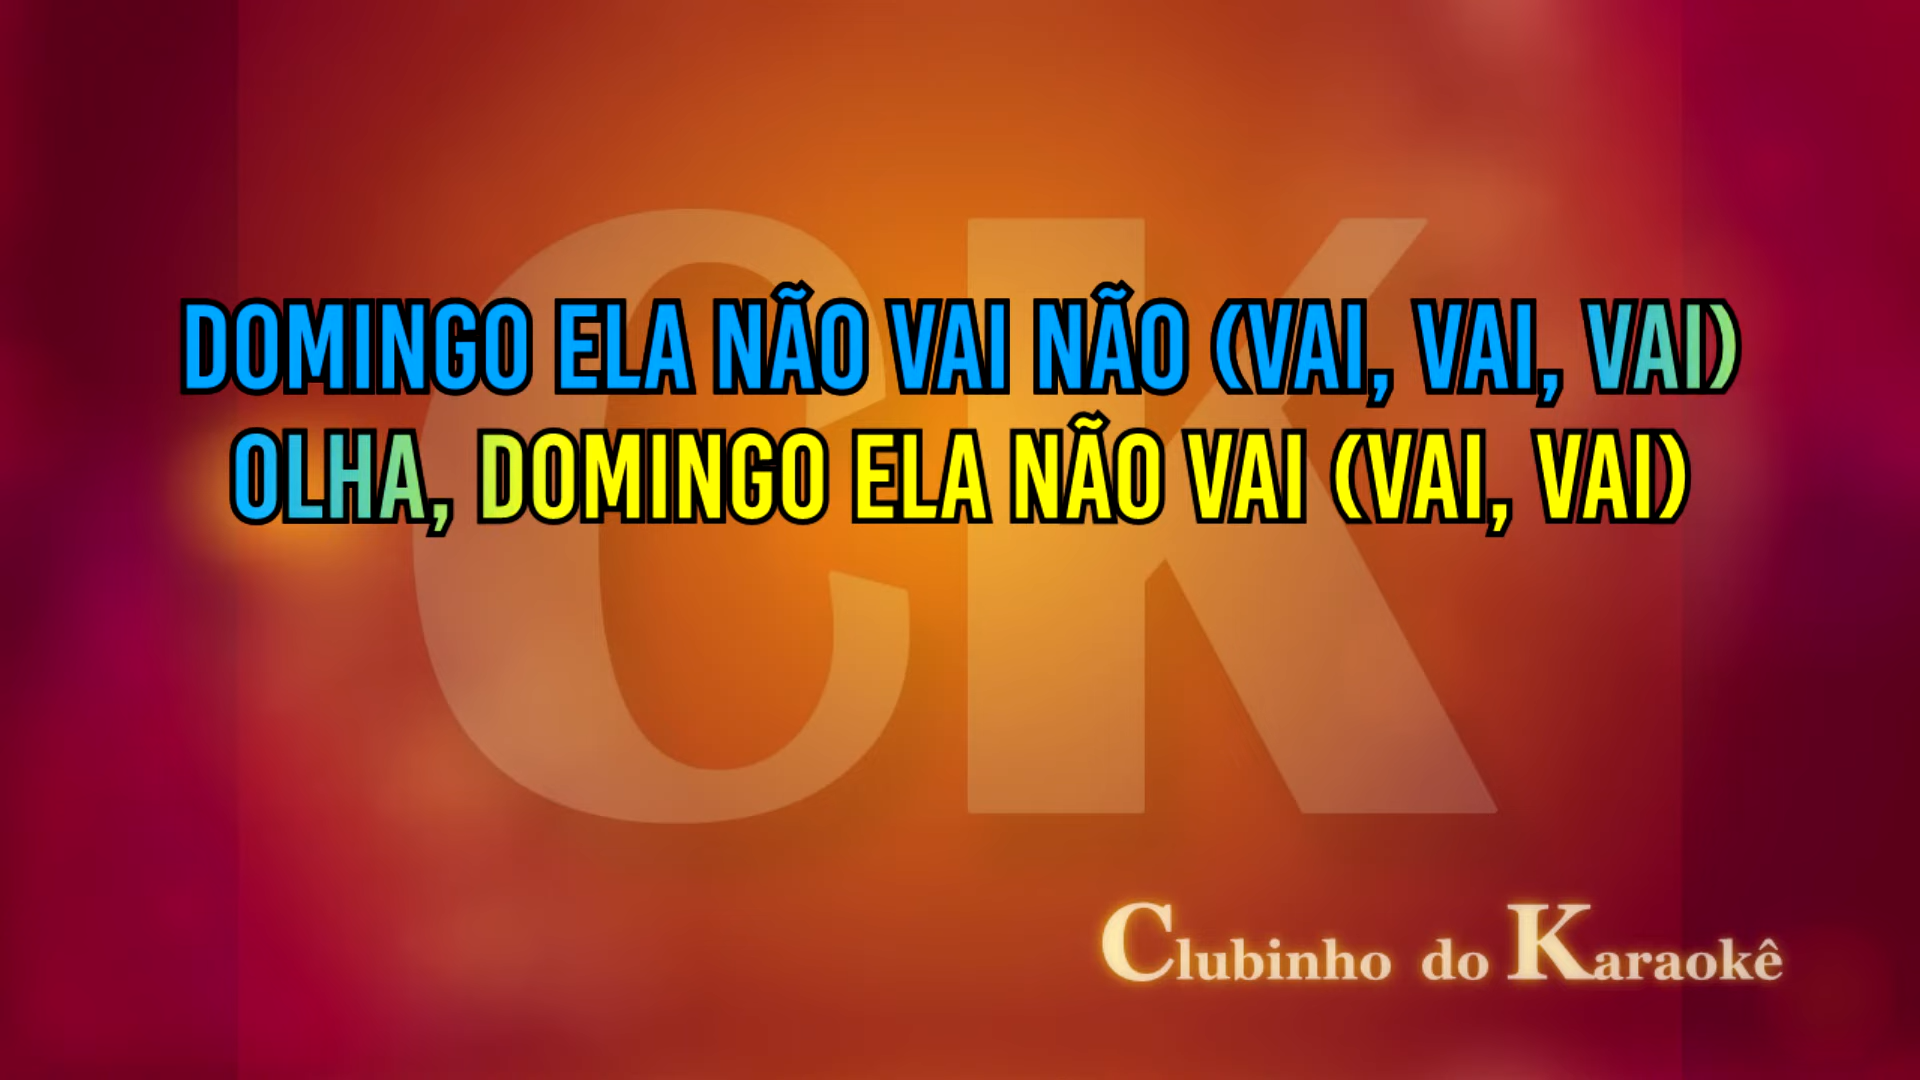 CK
DOMINGO ELA NÃO VAI NÃO (VAI, VAI, VAI)
OLHA, DOMINGO ELA NÃO VAI (VAI, VAI)
Clubinho do Karaokê